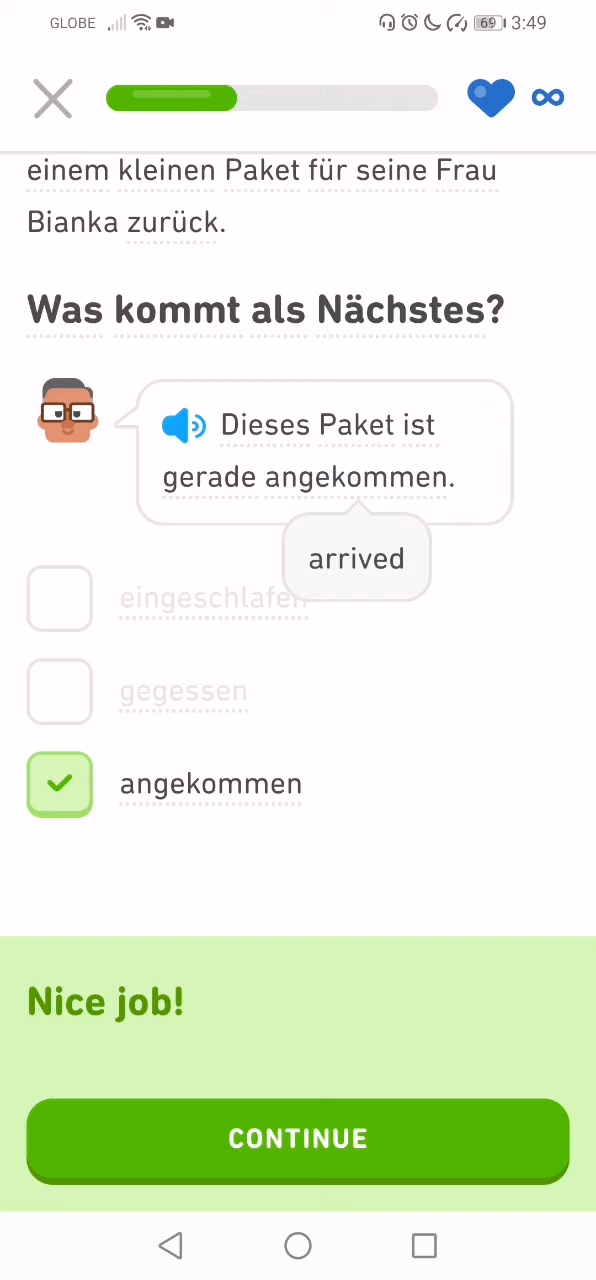 GLOBE 69 3:49
einem kleinen Paket für seine Frau
Bianka zurück.
Was kommt als Nächstes?
Dieses Paket ist
gerade angekommen.
arrived
eingeschlafen
gegessen
angekommen
Nice job!
CONTINUE